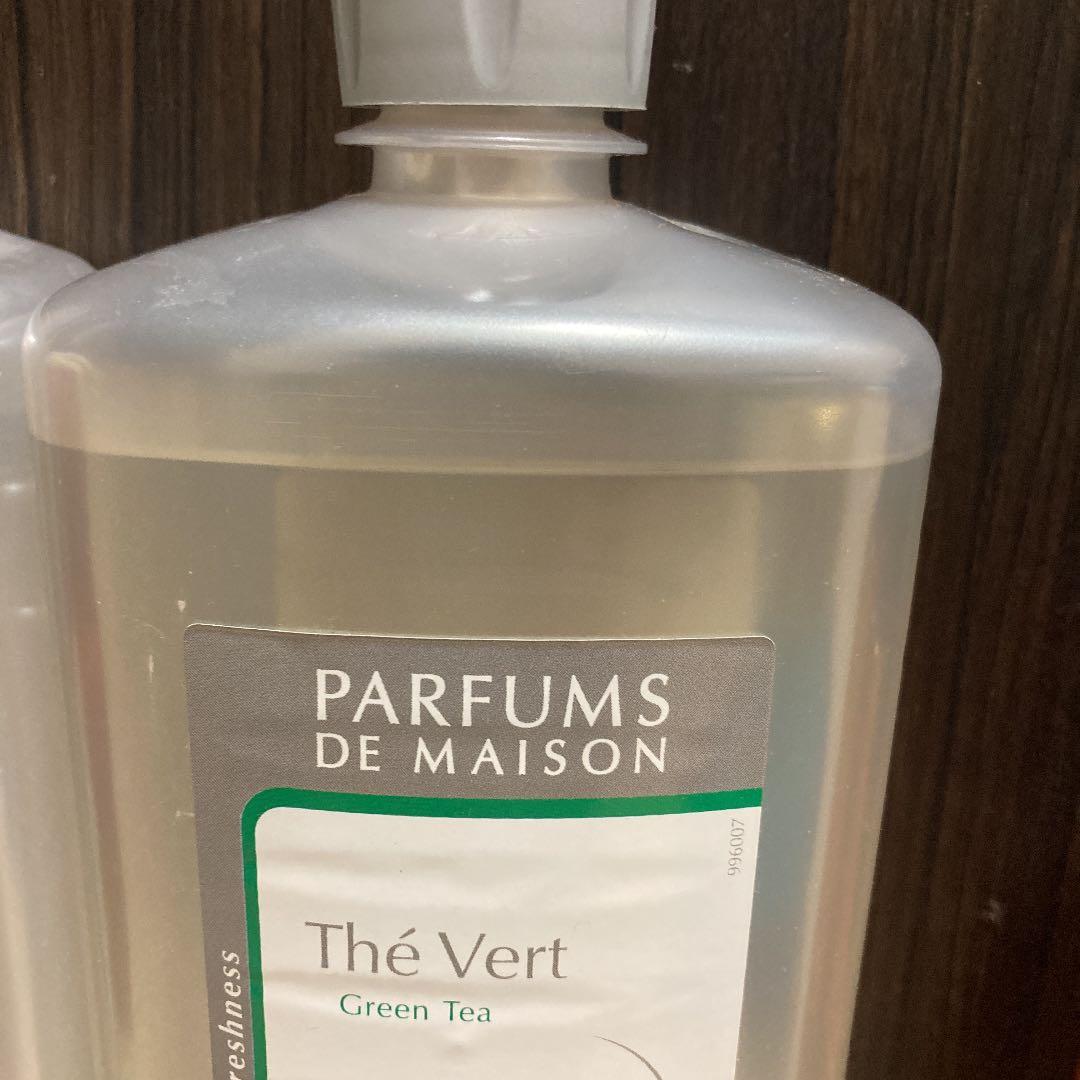 PARFUMS
DE MAISON
996007
Thé Vert
Green Tea